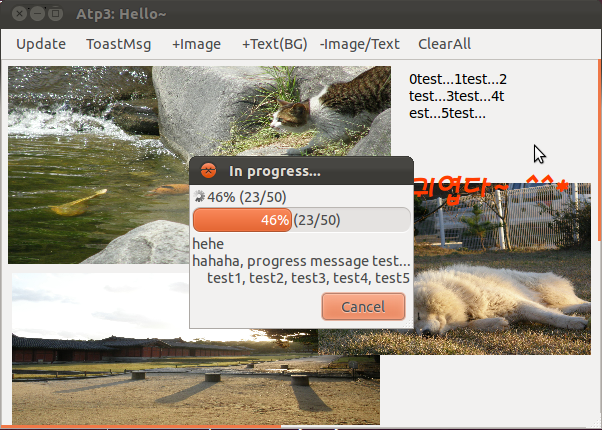 Atp3: Hello~
Update ToastMsg +Image +Text(BG) -Image/Text ClearAll
0test...1test...2
test...3test...4t
est...5test...
귀엽다~ ^^*
In progress...
46% (23/50)
46% (23/50)
hehe
hahaha, progress message test...
test1, test2, test3, test4, test5
Cancel